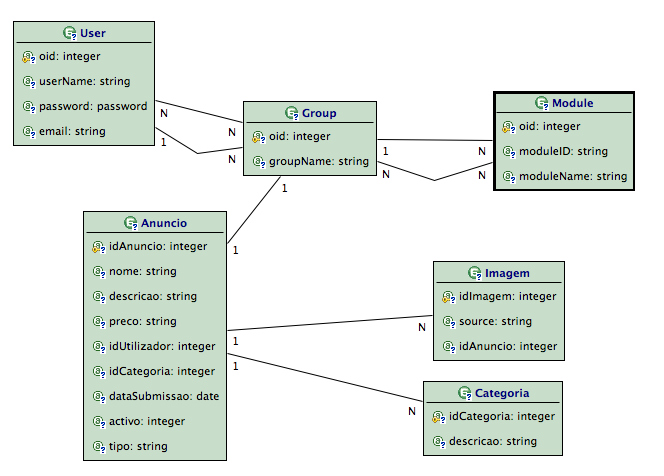 User
oid: integer
userName: string
password: password
email: string
N
N
1
N
Group
oid: integer
groupName: string
1
N
N
N
Module
oid: integer
moduleID: string
moduleName: string
1
1
Anuncio
idAnuncio: integer
nome: string
descricao: string
preco: string
idUtilizador: integer
idCategoria: integer
dataSubmissao: date
activo: integer
tipo: string
1
N
1
N
Imagem
idImagem: integer
source: string
idAnuncio: integer
Categoria
idCategoria: integer
descricao: string